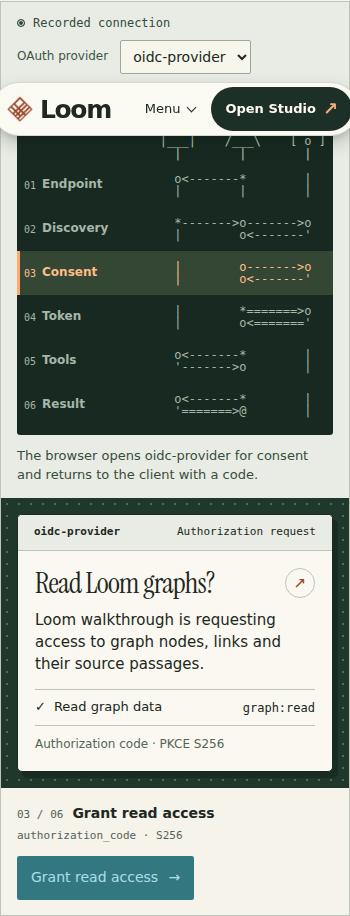 Recorded connection
OAuth provider oidc-provider
Loom Menu Open Studio ↗
|___| /___\ [ o ]
| | |
01 Endpoint o<-------* |
| | |
02 Discovery *------->o------->o
| o<-------'
03 Consent | o------->o
| o<-------'
04 Token | *=======>o
| o<======='
05 Tools o<-------* |
'------->o |
06 Result o<-------* |
'=======>@ |
The browser opens oidc-provider for consent
and returns to the client with a code.
oidc-provider Authorization request
Read Loom graphs? ↗
Loom walkthrough is requesting
access to graph nodes, links and
their source passages.
✓ Read graph data graph:read
Authorization code · PKCE S256
03 / 06 Grant read access
authorization_code · S256
Grant read access →